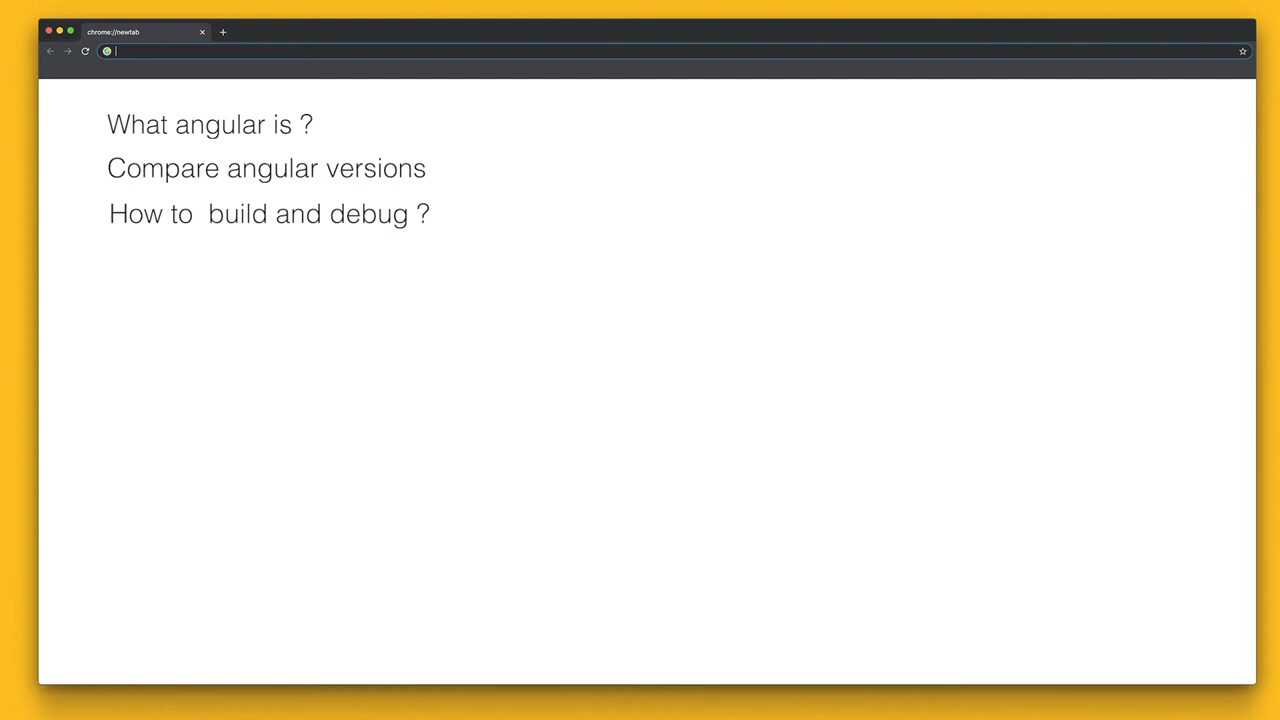 chrome://newtab
What angular is ?
Compare angular versions
How to build and debug ?